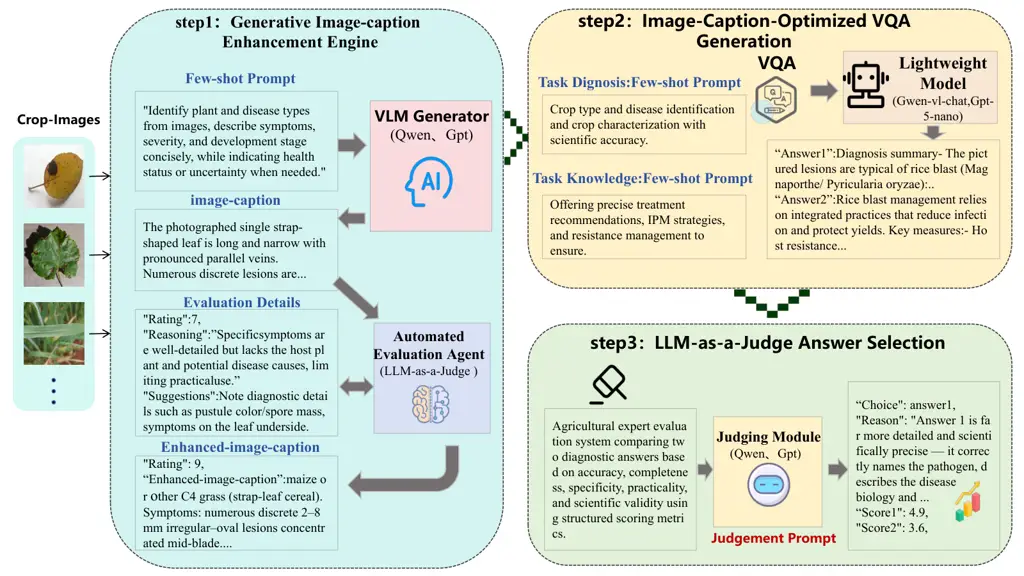 Crop-Images
step1：Generative Image-caption
Enhancement Engine
Few-shot Prompt
"Identify plant and disease types
from images, describe symptoms,
severity, and development stage
concisely, while indicating health
status or uncertainty when needed."
VLM Generator
(Qwen、Gpt)
AI
image-caption
The photographed single strap-
shaped leaf is long and narrow with
pronounced parallel veins.
Numerous discrete lesions are...
Evaluation Details
"Rating":7,
"Reasoning":”Specificsymptoms ar
e well-detailed but lacks the host pl
ant and potential disease causes, lim
iting practicaluse.”
"Suggestions":Note diagnostic detai
ls such as pustule color/spore mass,
symptoms on the leaf underside.
Automated
Evaluation Agent
(LLM-as-a-Judge )
Enhanced-image-caption
"Rating": 9,
“Enhanced-image-caption”:maize o
r other C4 grass (strap-leaf cereal).
Symptoms: numerous discrete 2–8
mm irregular–oval lesions concent
rated mid-blade....
step2：Image-Caption-Optimized VQA
Generation
Task Dignosis:Few-shot Prompt
Crop type and disease identification
and crop characterization with
scientific accuracy.
Task Knowledge:Few-shot Prompt
Offering precise treatment
recommendations, IPM strategies,
and resistance management to
ensure.
VQA
Q
A
Lightweight
Model
(Gwen-vl-chat,Gpt-
5-nano)
“Answer1”:Diagnosis summary- The pict
ured lesions are typical of rice blast (Mag
naporthe/ Pyricularia oryzae):..
“Answer2”:Rice blast management relies
on integrated practices that reduce infecti
on and protect yields. Key measures:- Ho
st resistance...
step3：LLM-as-a-Judge Answer Selection
Agricultural expert evalua
tion system comparing tw
o diagnostic answers base
d on accuracy, completene
ss, specificity, practicality,
and scientific validity usin
g structured scoring metri
cs.
Judging Module
(Qwen、Gpt)
Judgement Prompt
“Choice": answer1,
"Reason": "Answer 1 is fa
r more detailed and scienti
fically precise — it correct
ly names the pathogen, d
escribes the disease
biology and ...
“Score1": 4.9,
"Score2": 3.6,